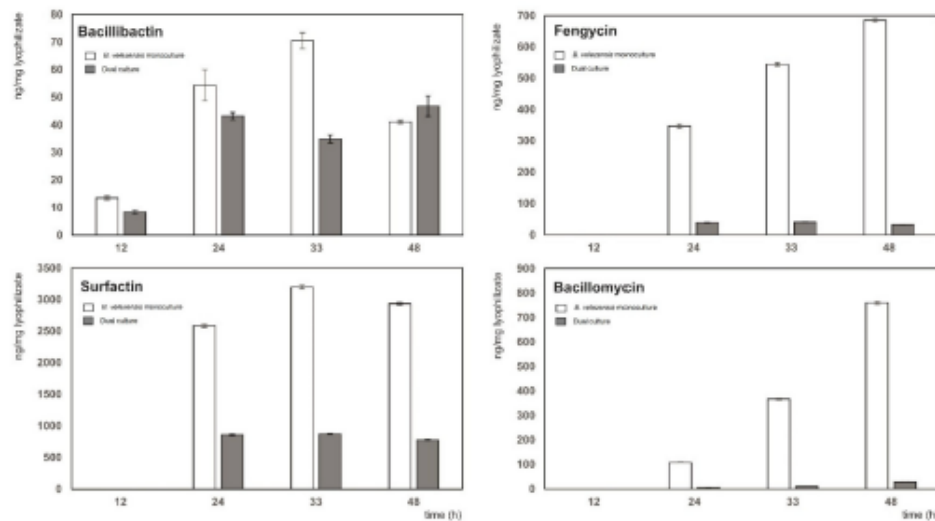 Bacillibactin
ng/mg lyophilizate
B. velezensis monoculture
Dual culture
80
70
60
50
40
30
20
10
0
12 24 33 48
Fengycin
ng/mg lyophilizate
B. velezensis monoculture
Dual culture
700
600
500
400
300
200
100
0
12 24 33 48
Surfactin
ng/mg lyophilizate
B. velezensis monoculture
Dual culture
3500
3000
2500
2000
1500
1000
500
0
12 24 33 48
time (h)
Bacillomycin
ng/mg lyophilizate
B. velezensis monoculture
Dual culture
900
800
700
600
500
400
300
200
100
0
12 24 33 48
time (h)